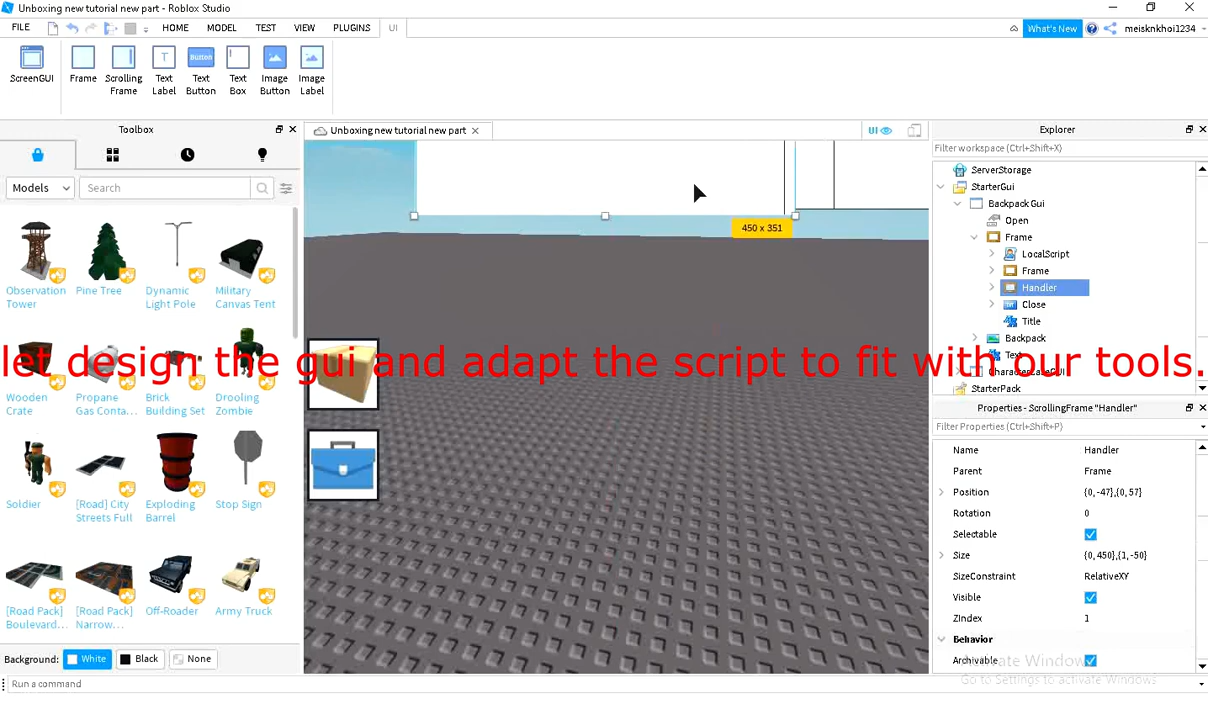 Unboxing new tutorial new part - Roblox Studio
FILE HOME MODEL TEST VIEW PLUGINS UI
What's New meisknkhoi1234
ScreenGUI Frame Scrolling Frame Text Label Text Button Text Box Image Button Image Label
Button
T
Toolbox
Unboxing new tutorial new part
UI
Explorer
Filter workspace (Ctrl+Shift+X)
Models Search
ServerStorage
StarterGui
Backpack Gui
Open
Frame
LocalScript
Frame
Handler
Close
Title
Backpack
Text
StarterPack
450 x 351
Observation Tower
Pine Tree
Dynamic Light Pole
Military Canvas Tent
let design the gui and adapt the script to fit with our tools.
Wooden Crate
Propane Gas Conta...
Brick Building Set
Drooling Zombie
Soldier
[Road] City Streets Full
Exploding Barrel
Stop Sign
[Road Pack] Boulevard...
[Road Pack] Narrow...
Off-Roader
Army Truck
Properties - ScrollingFrame "Handler"
Filter Properties (Ctrl+Shift+P)
Name Handler
Parent Frame
Position {0, -47},{0, 57}
Rotation 0
Selectable
Size {0, 450},{1, -50}
SizeConstraint RelativeXY
Visible
ZIndex 1
Behavior
Archivable
Activate Windows
Go to Settings to activate Windows.
Background: White Black None
Run a command